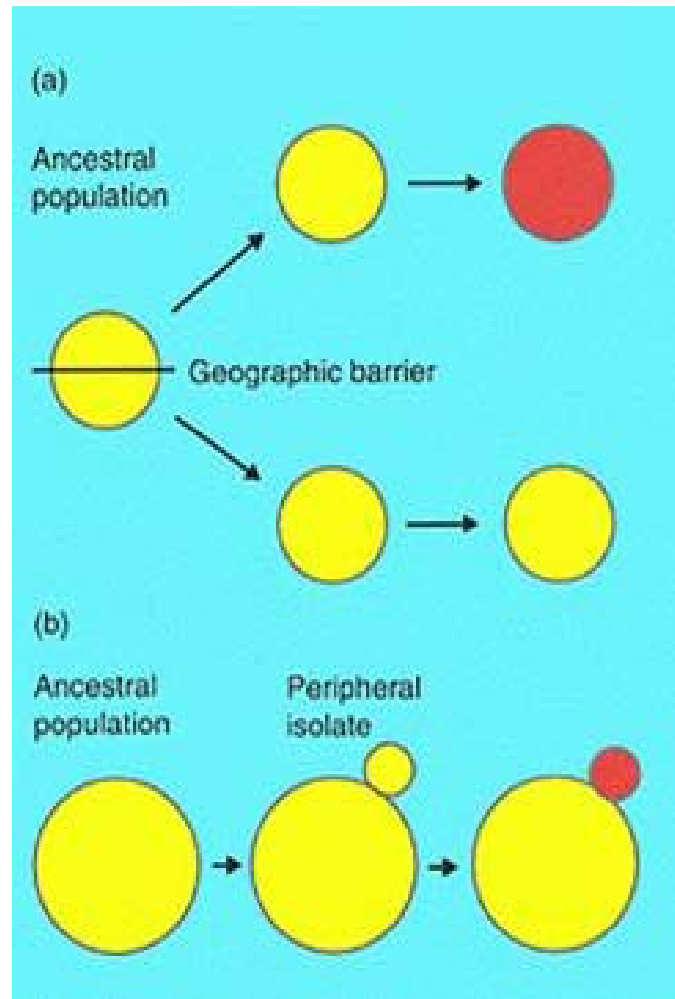 (a)
Ancestral
population
Geographic barrier
(b)
Ancestral
population
Peripheral
isolate